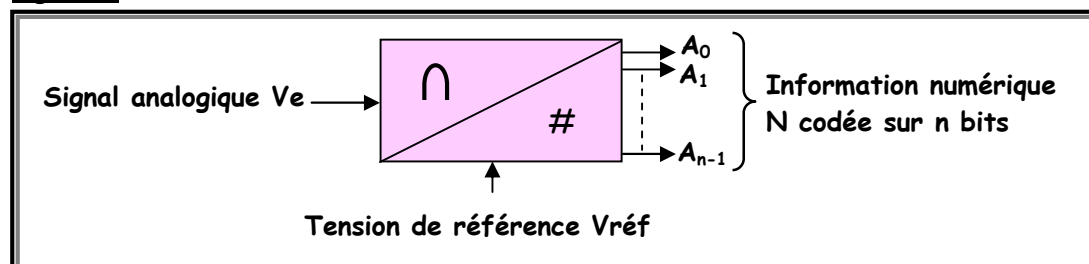 A₀
A₁
Signal analogique Ve
∩
#
Information numérique
N codée sur n bits
Aₙ₋₁
Tension de référence Vréf